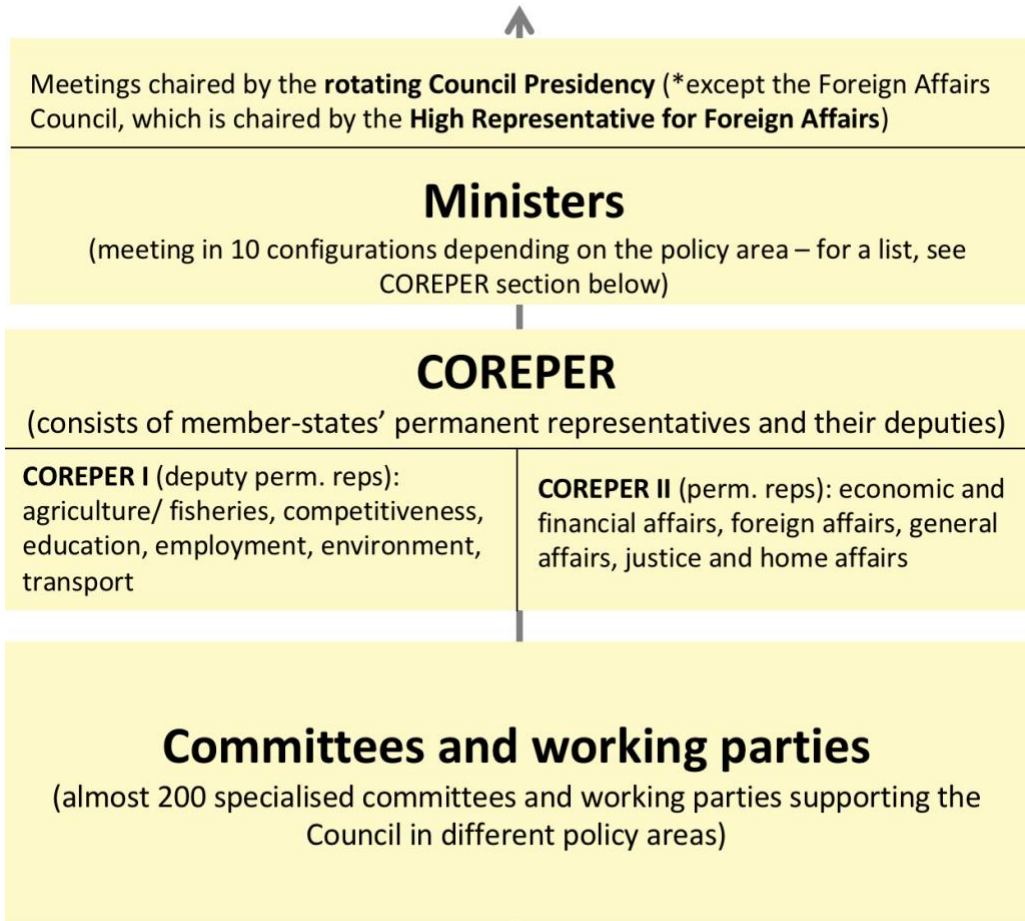 Meetings chaired by the rotating Council Presidency (*except the Foreign Affairs
Council, which is chaired by the High Representative for Foreign Affairs)
Ministers
(meeting in 10 configurations depending on the policy area – for a list, see
COREPER section below)
COREPER
(consists of member-states’ permanent representatives and their deputies)
COREPER I (deputy perm. reps):
agriculture/ fisheries, competitiveness,
education, employment, environment,
transport
COREPER II (perm. reps): economic and
financial affairs, foreign affairs, general
affairs, justice and home affairs
Committees and working parties
(almost 200 specialised committees and working parties supporting the
Council in different policy areas)